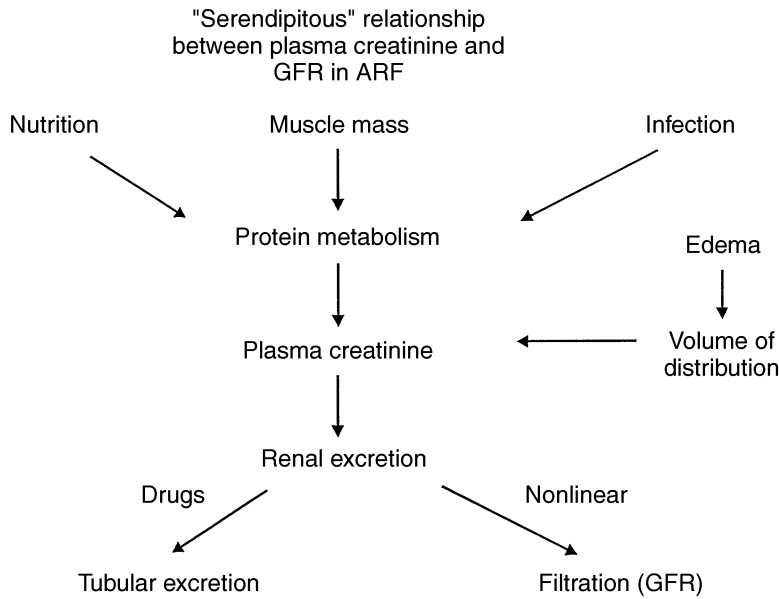 "Serendipitous" relationship
between plasma creatinine and
GFR in ARF
Nutrition
Muscle mass
Infection
Protein metabolism
Edema
Plasma creatinine
Volume of
distribution
Renal excretion
Drugs
Nonlinear
Tubular excretion
Filtration (GFR)